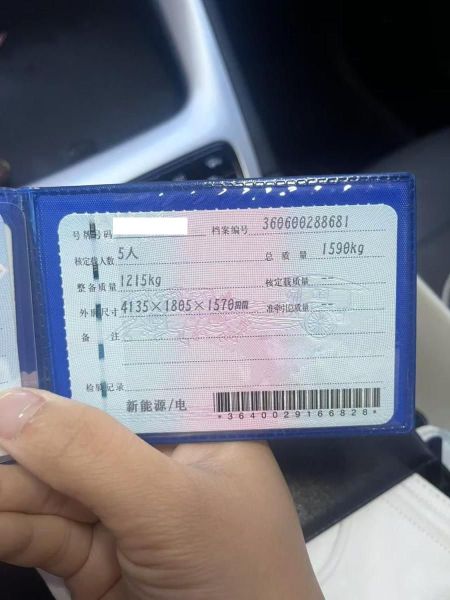 号牌号码 档案编号 360600288681
核定载人数 5人 总质量 1590kg
整备质量 1215kg 核定载质量 --
外廓尺寸 4135×1805×1570mm 准牵引总质量 --
备注
检验记录
新能源/电
*3640029166828*